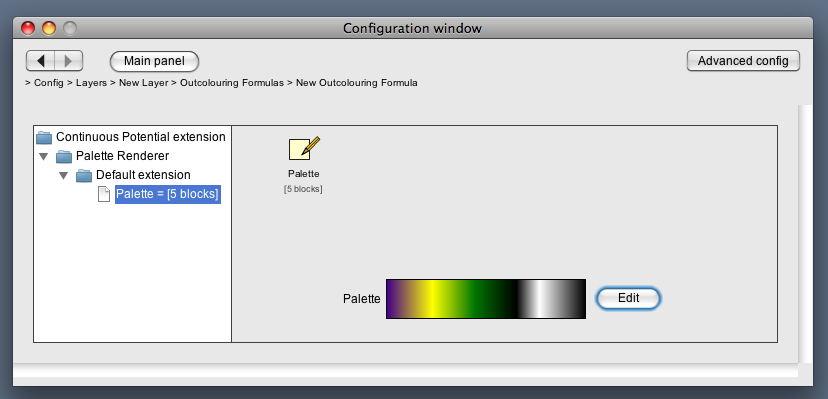 Configuration window
Main panel
Advanced config
> Config > Layers > New Layer > Outcolouring Formulas > New Outcolouring Formula
Continuous Potential extension
Palette Renderer
Default extension
Palette = [5 blocks]
Palette
[5 blocks]
Palette
Edit